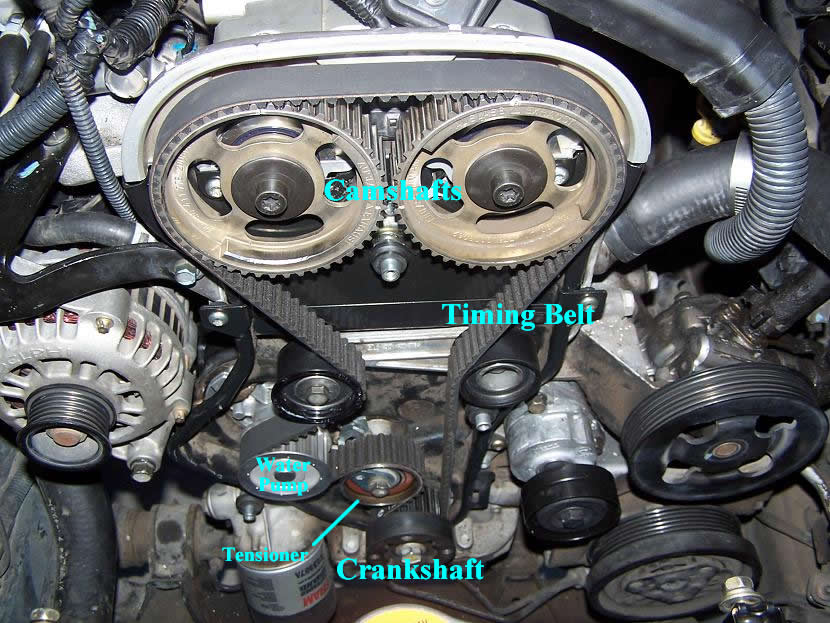 Camshafts
Timing Belt
Water
Pump
Tensioner
Crankshaft